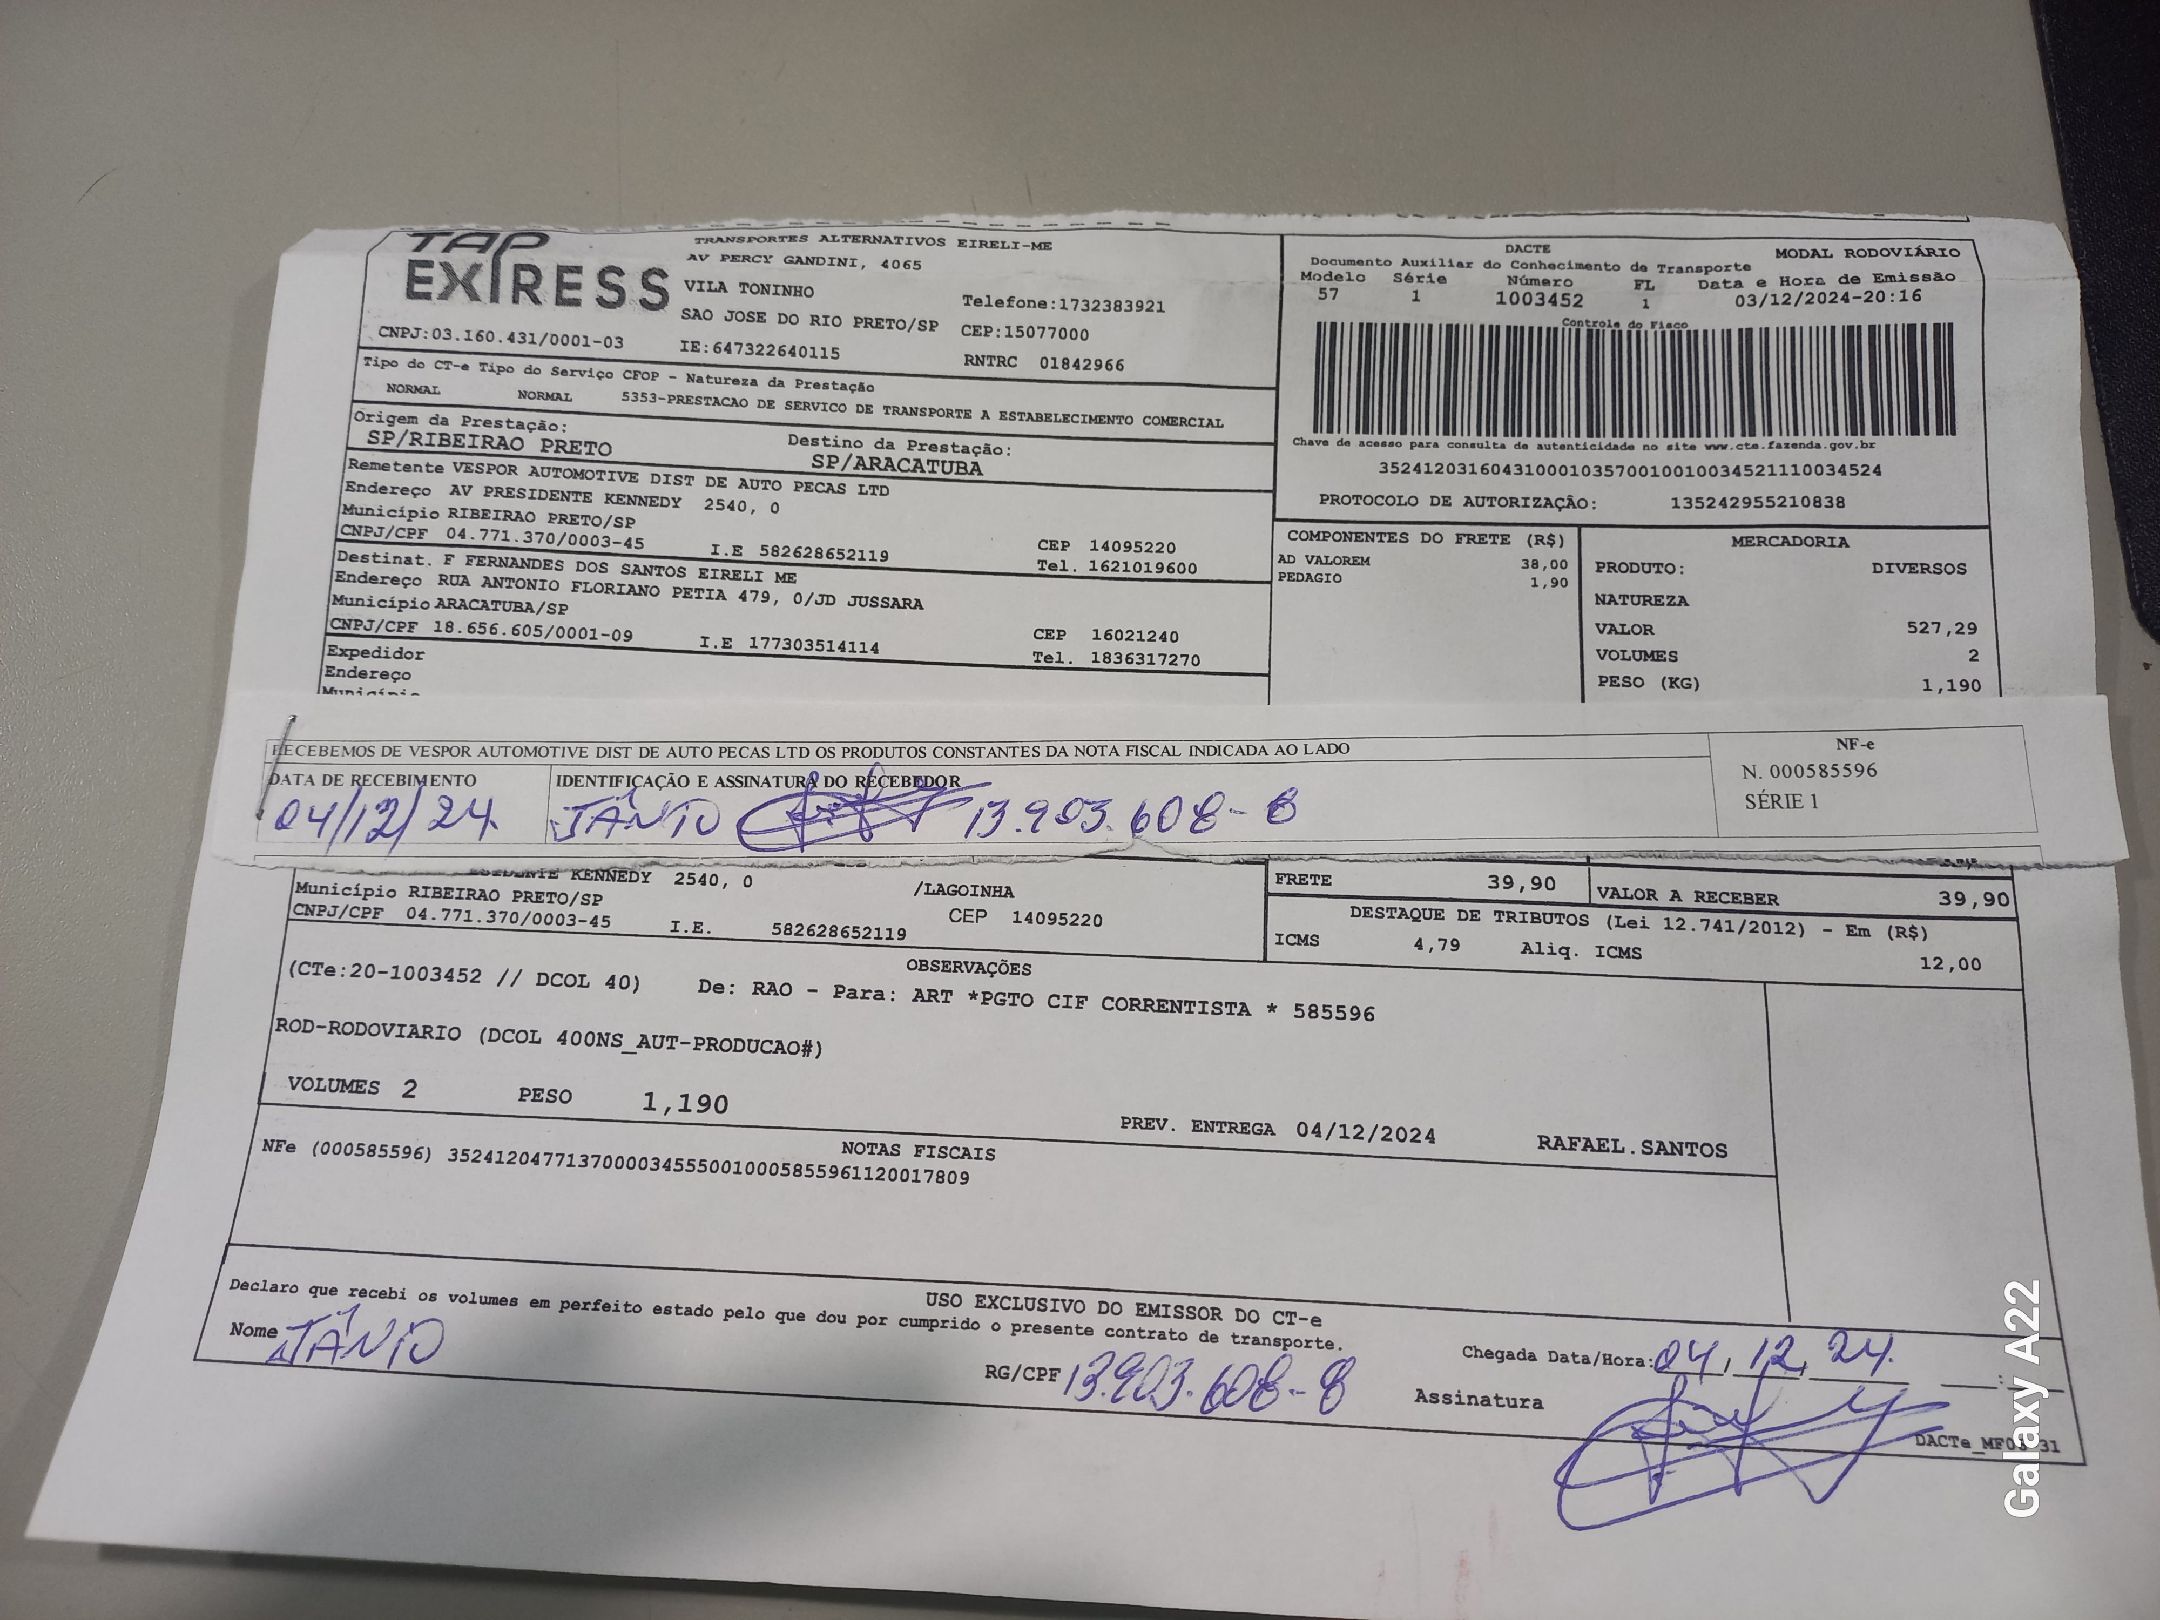 TAP
EXPRESS
TRANSPORTES ALTERNATIVOS EIRELI-ME
AV PERCY GANDINI, 4065
VILA TONINHO
Telefone:1732383921
SAO JOSE DO RIO PRETO/SP CEP:15077000
CNPJ:03.160.431/0001-03 IE:647322640115 RNTRC 01842966
DACTE MODAL RODOVIÁRIO
Documento Auxiliar do Conhecimento de Transporte
Modelo Série Número FL Data e Hora de Emissão
57 1 1003452 1 03/12/2024-20:16
Controle do Fisco
Chave de acesso para consulta de autenticidade no site www.cte.fazenda.gov.br
35241203160431000103570010010034521110034524
PROTOCOLO DE AUTORIZAÇÃO: 135242955210838
Tipo do CT-e Tipo do Serviço CFOP - Natureza da Prestação
NORMAL NORMAL 5353-PRESTACAO DE SERVICO DE TRANSPORTE A ESTABELECIMENTO COMERCIAL
Origem da Prestação: Destino da Prestação:
SP/RIBEIRAO PRETO SP/ARACATUBA
Remetente VESPOR AUTOMOTIVE DIST DE AUTO PECAS LTD
Endereço AV PRESIDENTE KENNEDY 2540, 0
Município RIBEIRAO PRETO/SP CEP 14095220
CNPJ/CPF 04.771.370/0003-45 I.E 582628652119 Tel. 1621019600
Destinat. F FERNANDES DOS SANTOS EIRELI ME
Endereço RUA ANTONIO FLORIANO PETIA 479, 0/JD JUSSARA
Município ARACATUBA/SP CEP 16021240
CNPJ/CPF 18.656.605/0001-09 I.E 177303514114 Tel. 1836317270
Expedidor
Endereço
Município
COMPONENTES DO FRETE (R$)
AD VALOREM 38,00
PEDAGIO 1,90
MERCADORIA
PRODUTO: DIVERSOS
NATUREZA
VALOR 527,29
VOLUMES 2
PESO (KG) 1,190
RECEBEMOS DE VESPOR AUTOMOTIVE DIST DE AUTO PECAS LTD OS PRODUTOS CONSTANTES DA NOTA FISCAL INDICADA AO LADO
DATA DE RECEBIMENTO IDENTIFICAÇÃO E ASSINATURA DO RECEBEDOR
04/12/24. JÂNIO 13.903.608-8
NF-e
N. 000585596
SÉRIE 1
KENNEDY 2540, 0 /LAGOINHA
Município RIBEIRAO PRETO/SP CEP 14095220
CNPJ/CPF 04.771.370/0003-45 I.E. 582628652119
FRETE 39,90 VALOR A RECEBER 39,90
DESTAQUE DE TRIBUTOS (Lei 12.741/2012) - Em (R$)
ICMS 4,79 Aliq. ICMS 12,00
OBSERVAÇÕES
(CTe:20-1003452 // DCOL 40) De: RAO - Para: ART *PGTO CIF CORRENTISTA * 585596
ROD-RODOVIARIO (DCOL 400NS_AUT-PRODUCAO#)
VOLUMES 2 PESO 1,190 PREV. ENTREGA 04/12/2024 RAFAEL.SANTOS
NOTAS FISCAIS
NFe (000585596) 35241204771370000345550010005855961120017809
USO EXCLUSIVO DO EMISSOR DO CT-e
Declaro que recebi os volumes em perfeito estado pelo que dou por cumprido o presente contrato de transporte.
Nome JÂNIO RG/CPF 13.903.608-8 Chegada Data/Hora: 04, 12, 24. :
Assinatura
Galaxy A22